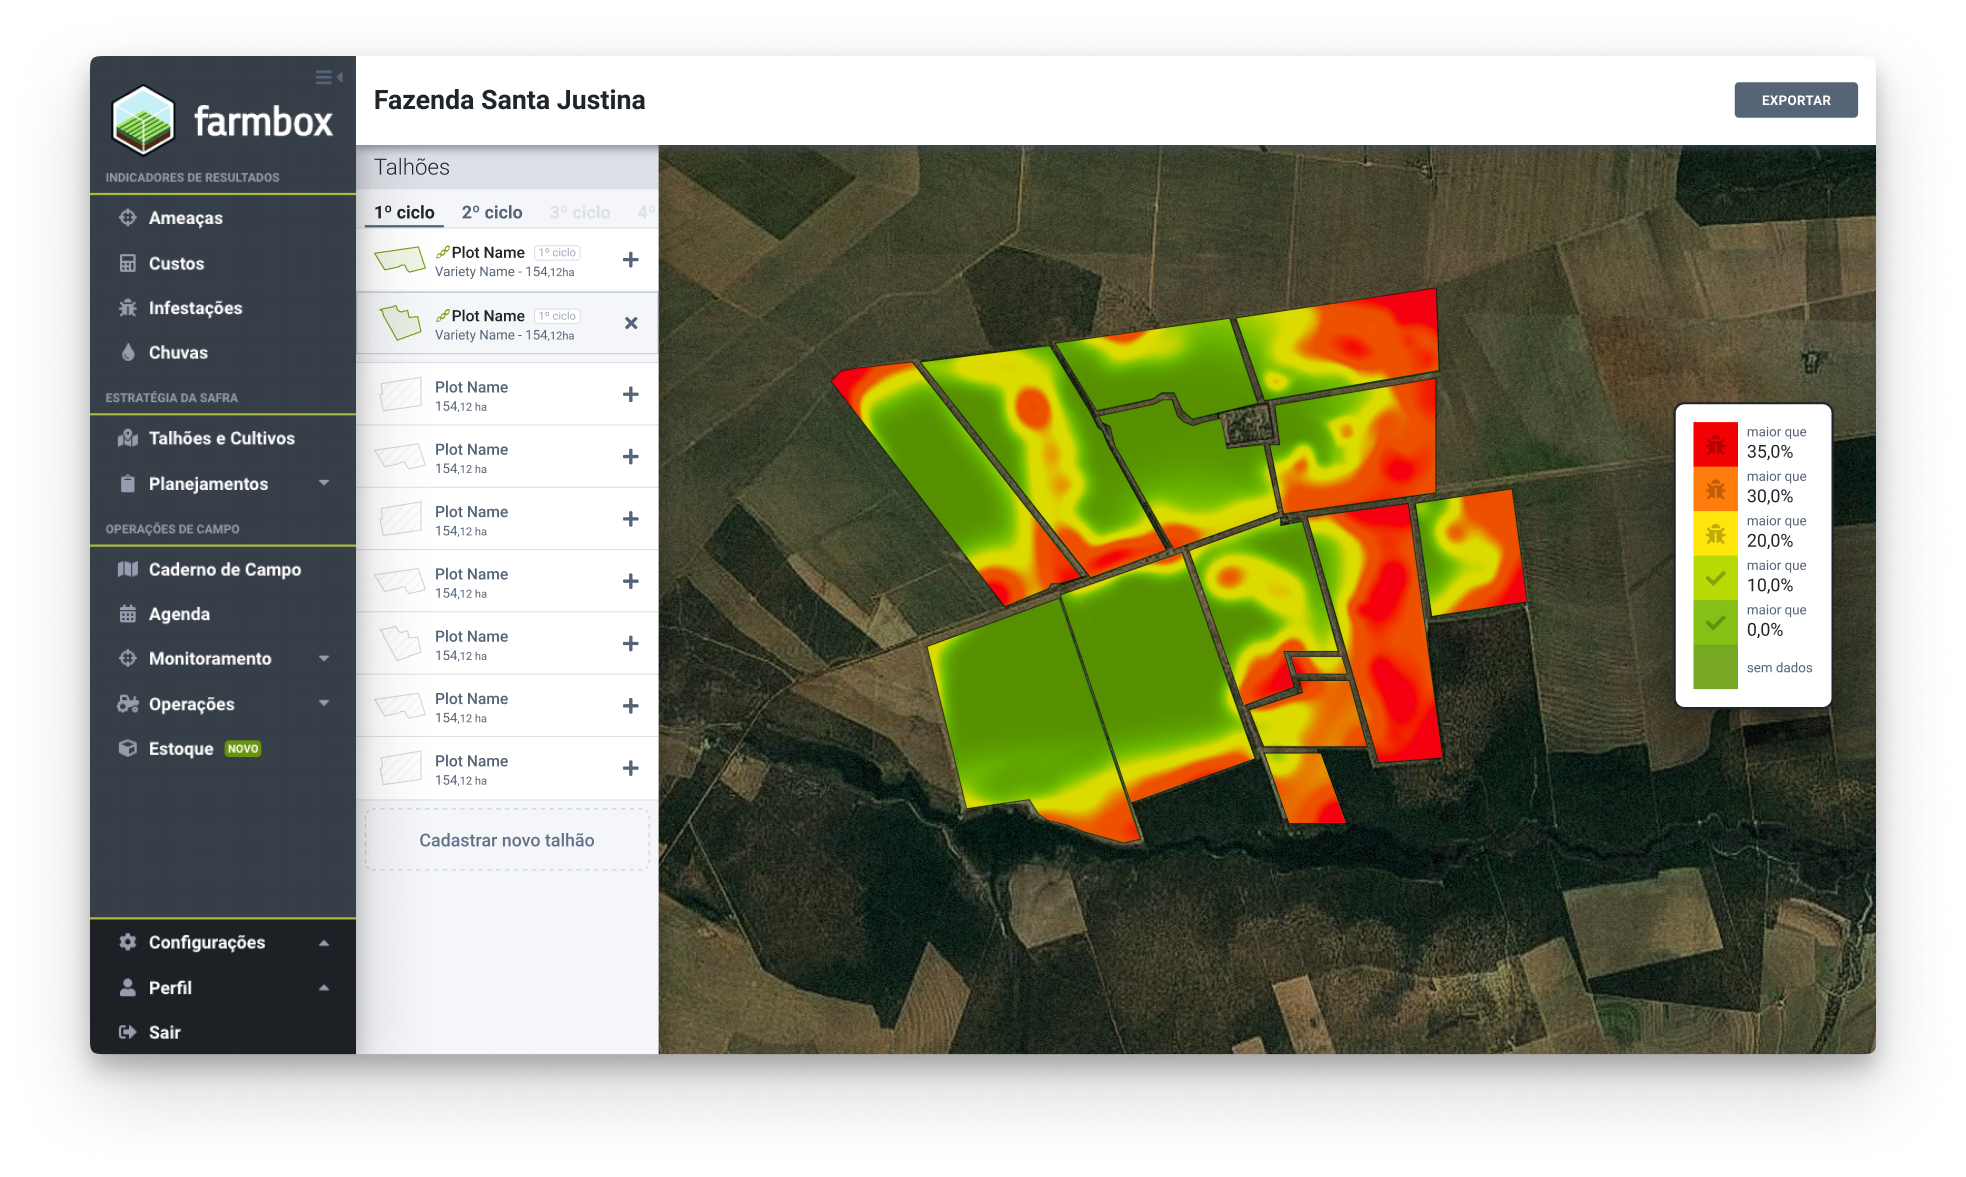 farmbox
INDICADORES DE RESULTADOS
Ameaças
Custos
Infestações
Chuvas
ESTRATÉGIA DA SAFRA
Talhões e Cultivos
Planejamentos
OPERAÇÕES DE CAMPO
Caderno de Campo
Agenda
Monitoramento
Operações
Estoque NOVO
Configurações
Perfil
Sair
Fazenda Santa Justina
EXPORTAR
Talhões
1º ciclo 2º ciclo 3º ciclo 4º
Plot Name 1º ciclo
Variety Name - 154,12ha
Plot Name 1º ciclo
Variety Name - 154,12ha
Plot Name
154,12 ha
Plot Name
154,12 ha
Plot Name
154,12 ha
Plot Name
154,12 ha
Plot Name
154,12 ha
Plot Name
154,12 ha
Plot Name
154,12 ha
Cadastrar novo talhão
maior que
35,0%
maior que
30,0%
maior que
20,0%
maior que
10,0%
maior que
0,0%
sem dados